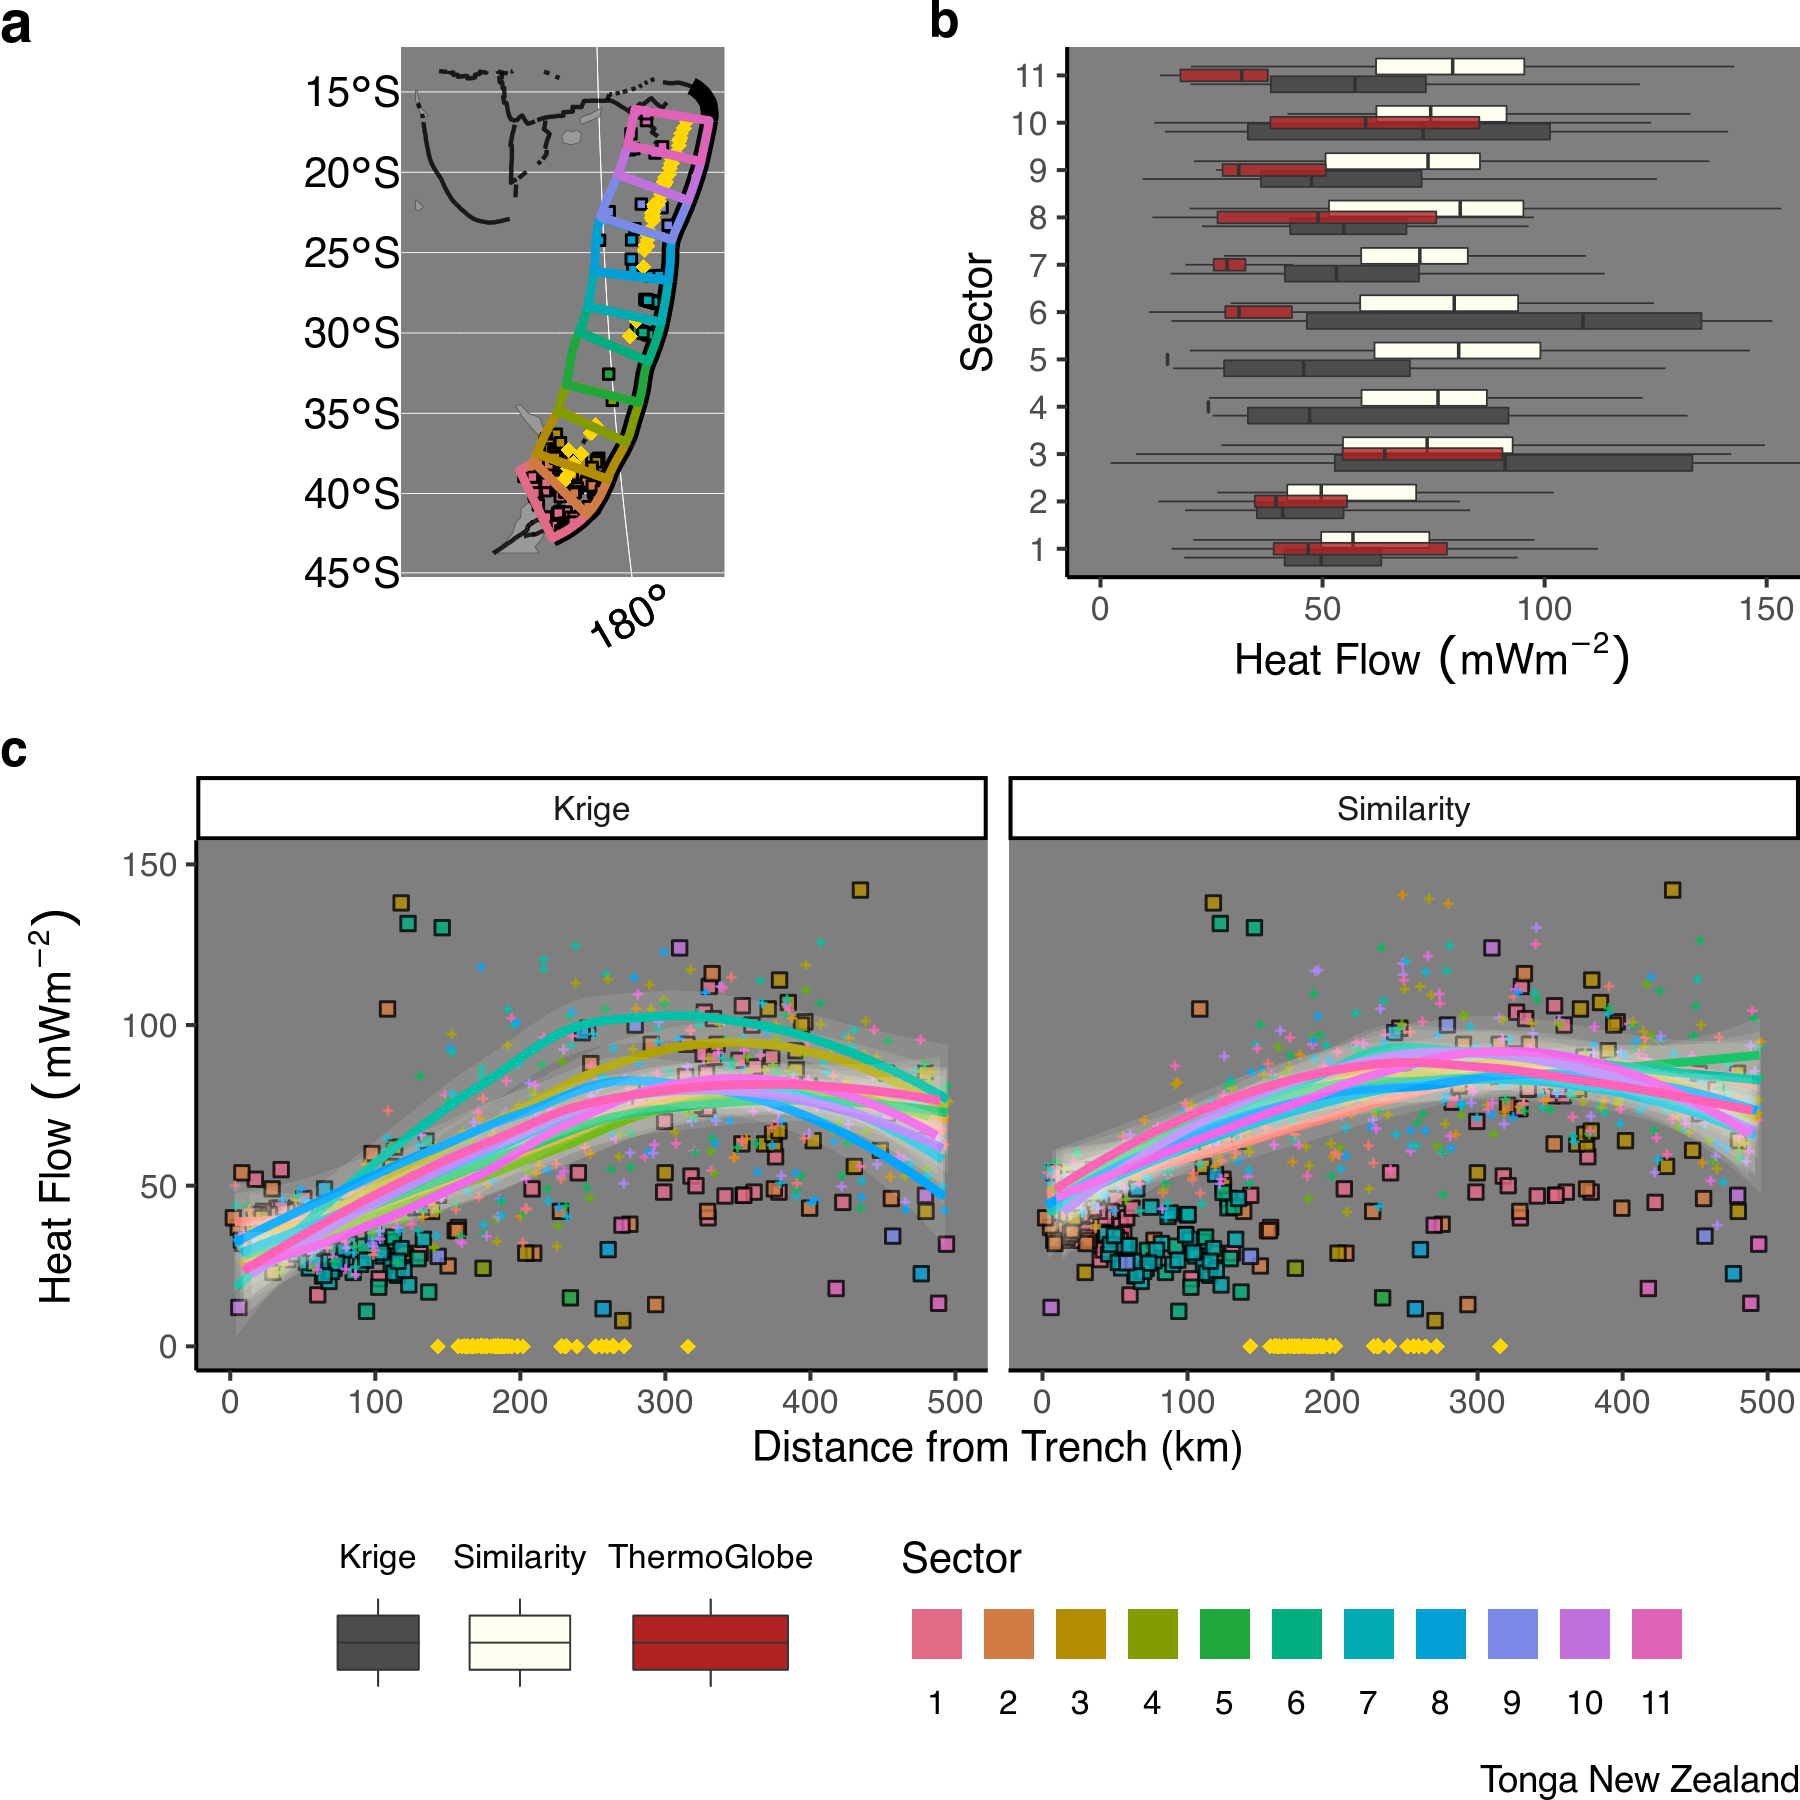 a
b
15°S
20°S
25°S
30°S
35°S
40°S
45°S
180°
Sector
11
10
9
8
7
6
5
4
3
2
1
0 50 100 150
Heat Flow (mWm−2)
c
Krige Similarity
Heat Flow (mWm−2)
150
100
50
0
0 100 200 300 400 500 0 100 200 300 400 500
Distance from Trench (km)
Krige Similarity ThermoGlobe
Sector
1 2 3 4 5 6 7 8 9 10 11
Tonga New Zealand